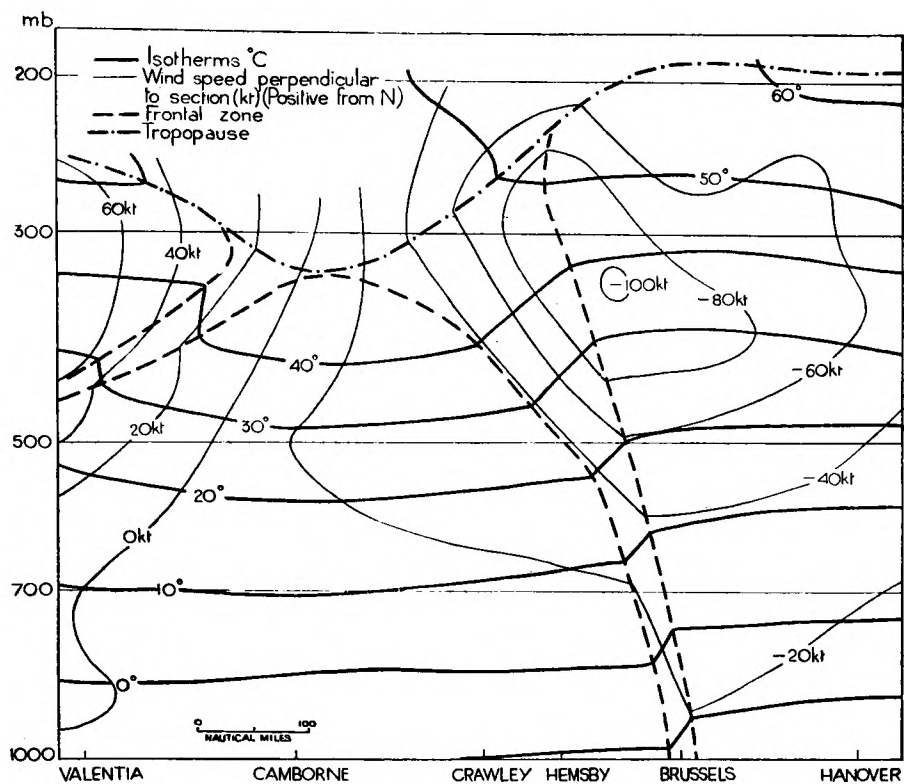 mb
Isotherms °C
Wind speed perpendicular
to section (kt) (Positive from N)
Frontal zone
Tropopause
200
60°
50°
60kt
40kt
300
-100kt
-80kt
40°
-60kt
20kt
30°
500
-40kt
20°
0kt
10°
700
-20kt
0°
0 100
NAUTICAL MILES
1000
VALENTIA CAMBORNE CRAWLEY HEMSBY BRUSSELS HANOVER